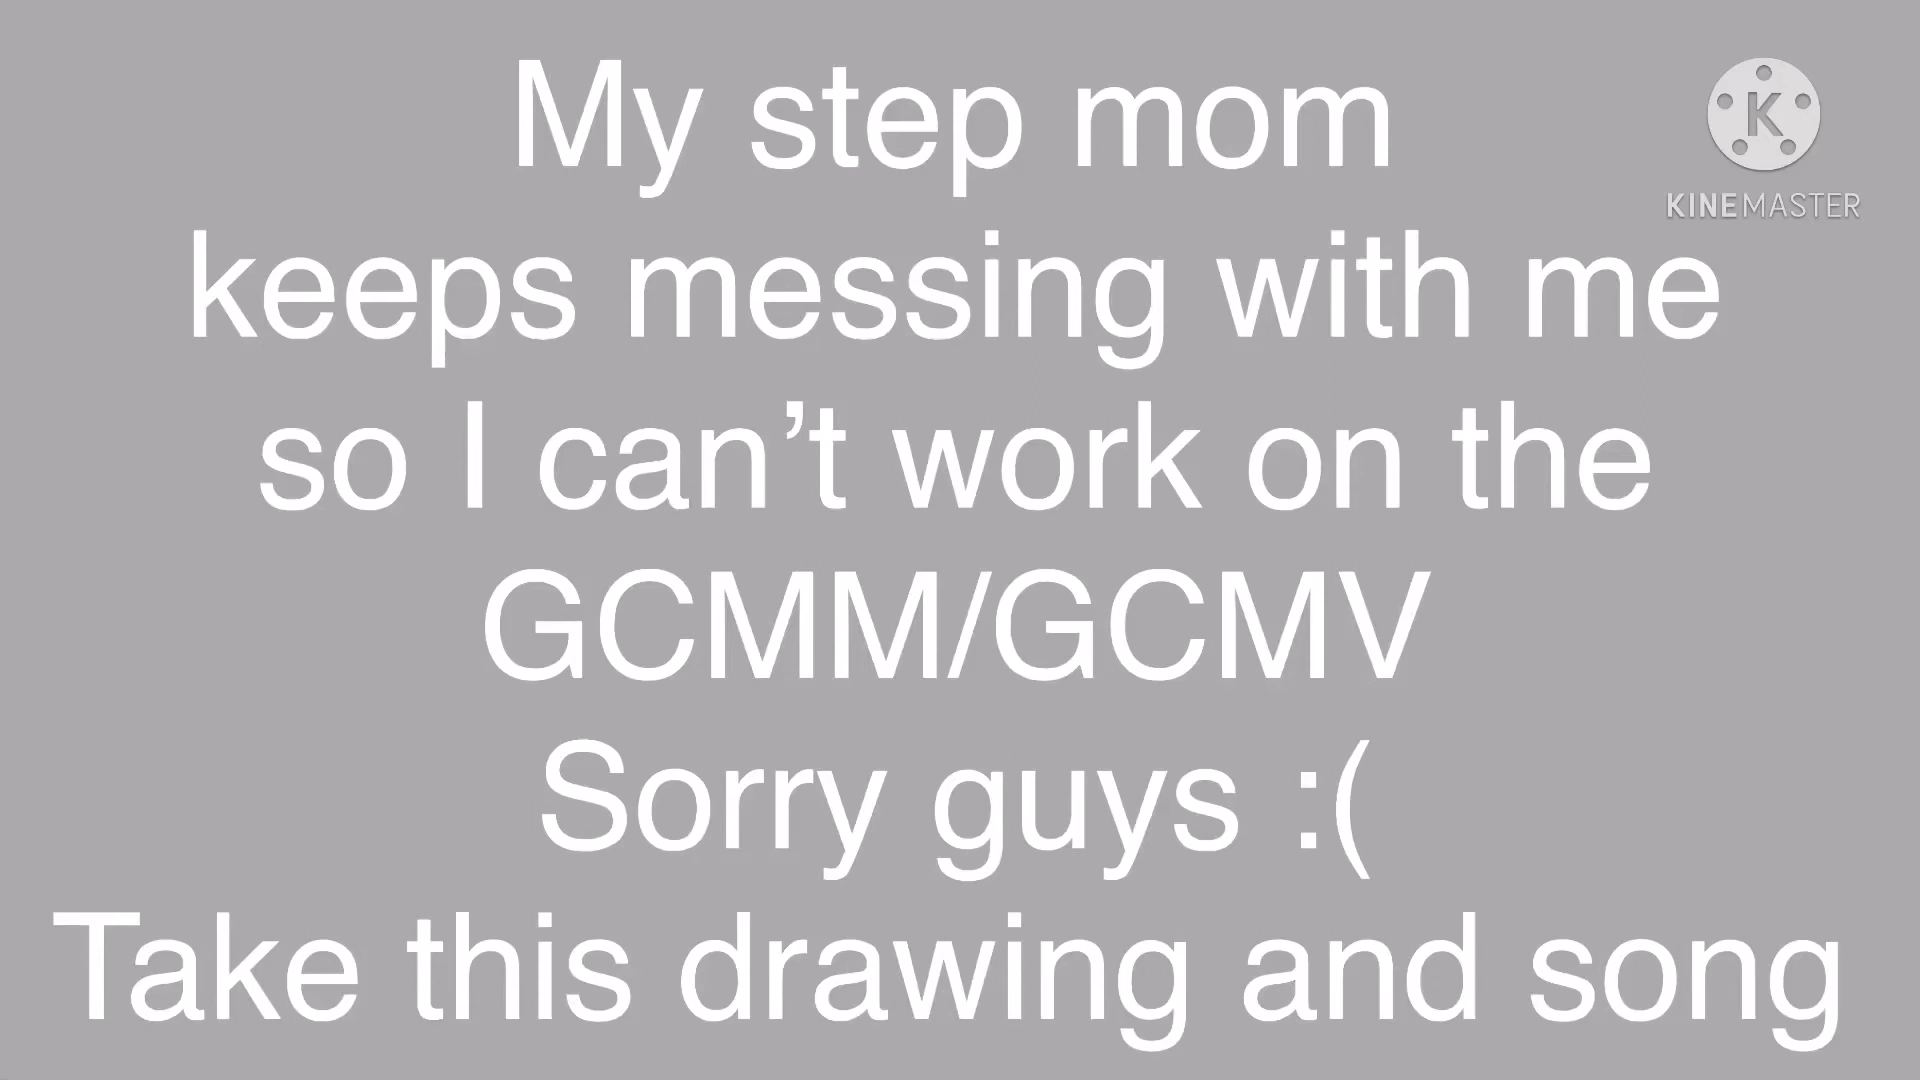 My step mom
keeps messing with me
so I can’t work on the
GCMM/GCMV
Sorry guys :(
Take this drawing and song
K
KINEMASTER